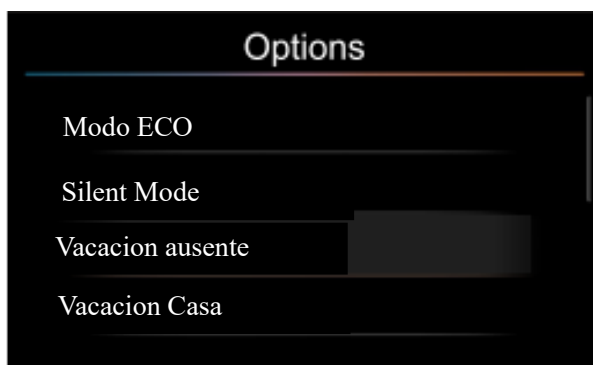 Options
Modo ECO
Silent Mode
Vacacion ausente
Vacacion Casa